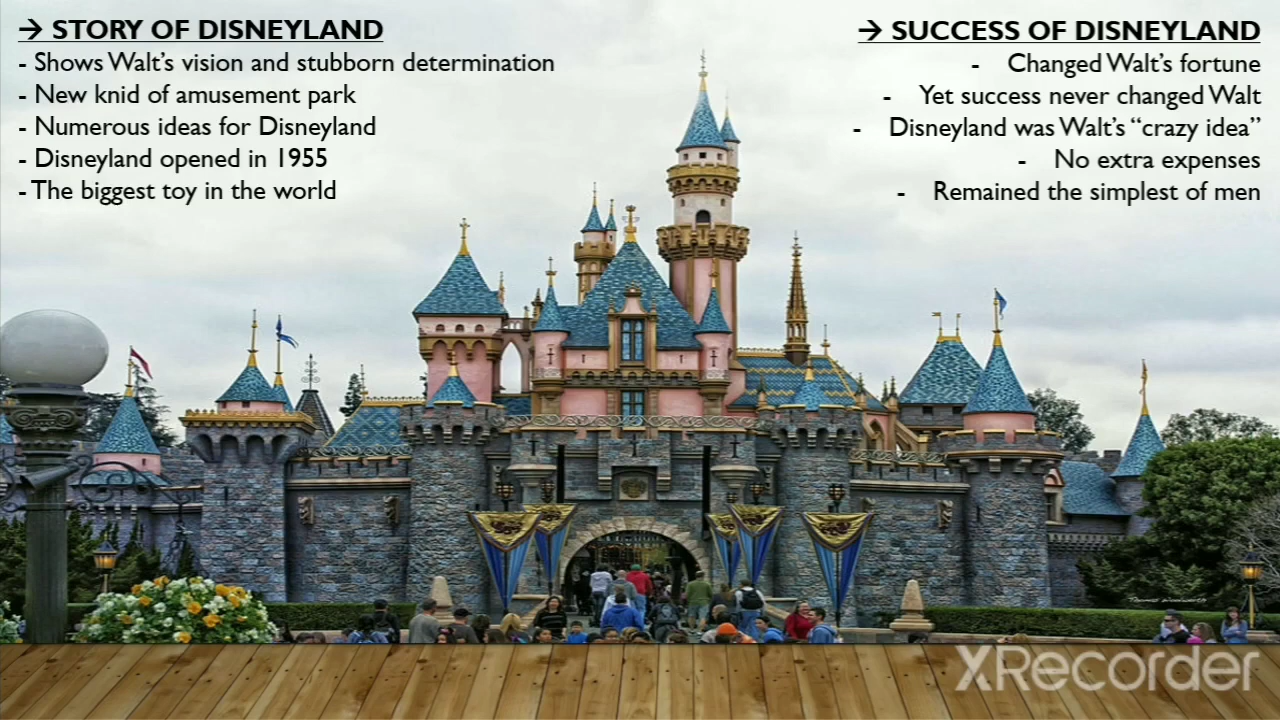 → STORY OF DISNEYLAND
- Shows Walt's vision and stubborn determination
- New knid of amusement park
- Numerous ideas for Disneyland
- Disneyland opened in 1955
- The biggest toy in the world
→ SUCCESS OF DISNEYLAND
- Changed Walt's fortune
- Yet success never changed Walt
- Disneyland was Walt's “crazy idea”
- No extra expenses
- Remained the simplest of men
XRecorder